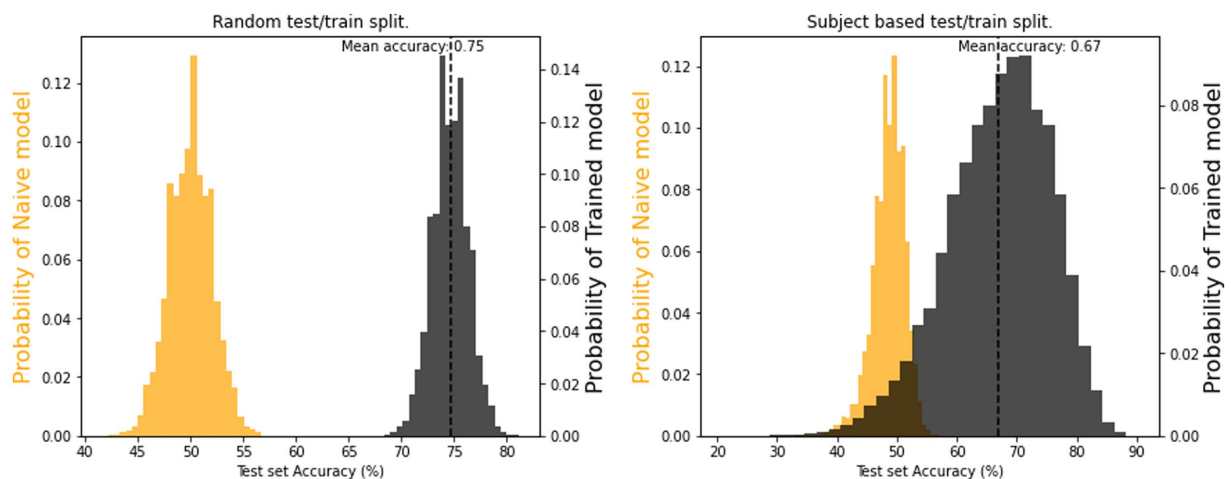 Random test/train split.
Mean accuracy: 0.75
Probability of Naive model
0.12
0.10
0.08
0.06
0.04
0.02
0.00
0.14
0.12
0.10
0.08
0.06
0.04
0.02
0.00
Probability of Trained model
40 45 50 55 60 65 70 75 80
Test set Accuracy (%)
Subject based test/train split.
Mean accuracy: 0.67
Probability of Naive model
0.12
0.10
0.08
0.06
0.04
0.02
0.00
0.08
0.06
0.04
0.02
0.00
Probability of Trained model
20 30 40 50 60 70 80 90
Test set Accuracy (%)